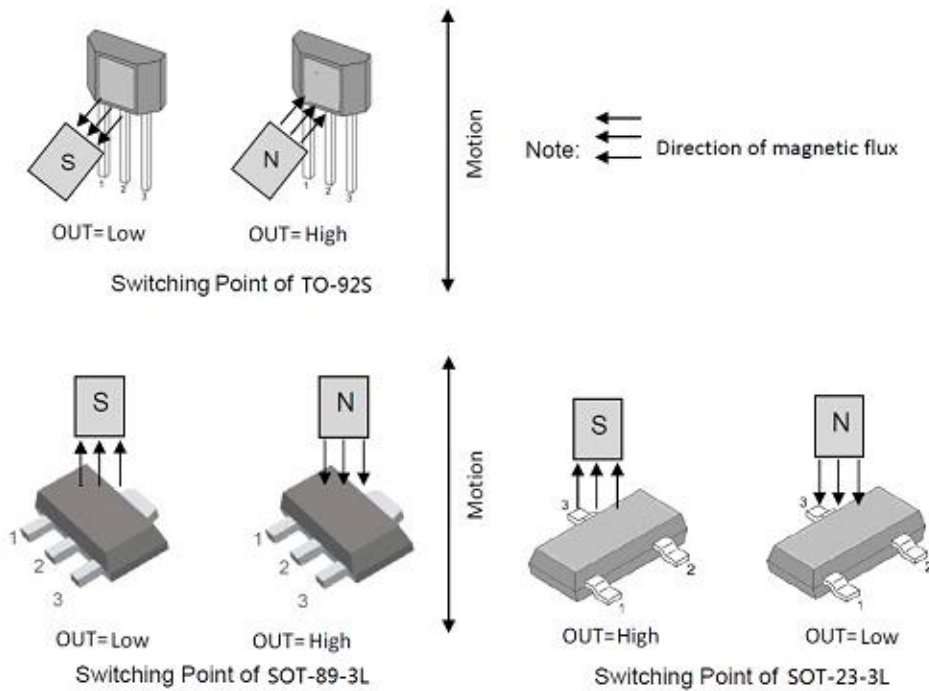 S
N
1
2
3
1
2
3
OUT=Low
OUT=High
Switching Point of TO-92S
Motion
Note:
Direction of magnetic flux
S
N
1
2
3
1
2
3
OUT=Low
OUT=High
Switching Point of SOT-89-3L
Motion
S
N
3
2
1
3
2
1
OUT=High
OUT=Low
Switching Point of SOT-23-3L